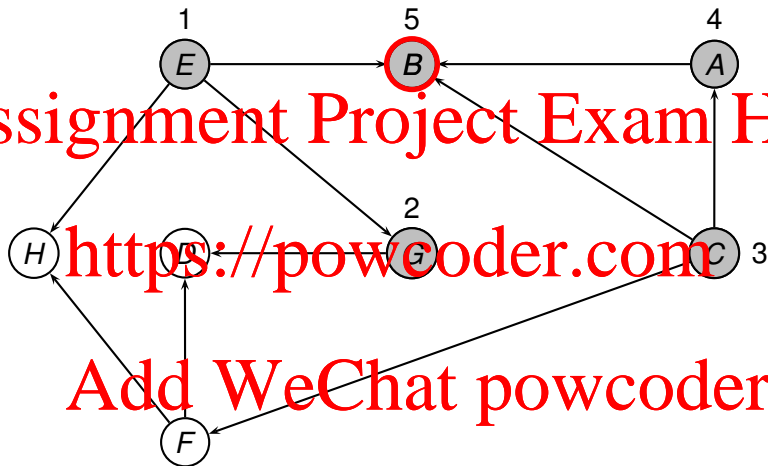 1 5 4
E B A
ssignment Project Exam H
2
H D G C 3
https://powcoder.com
Add WeChat powcoder
F